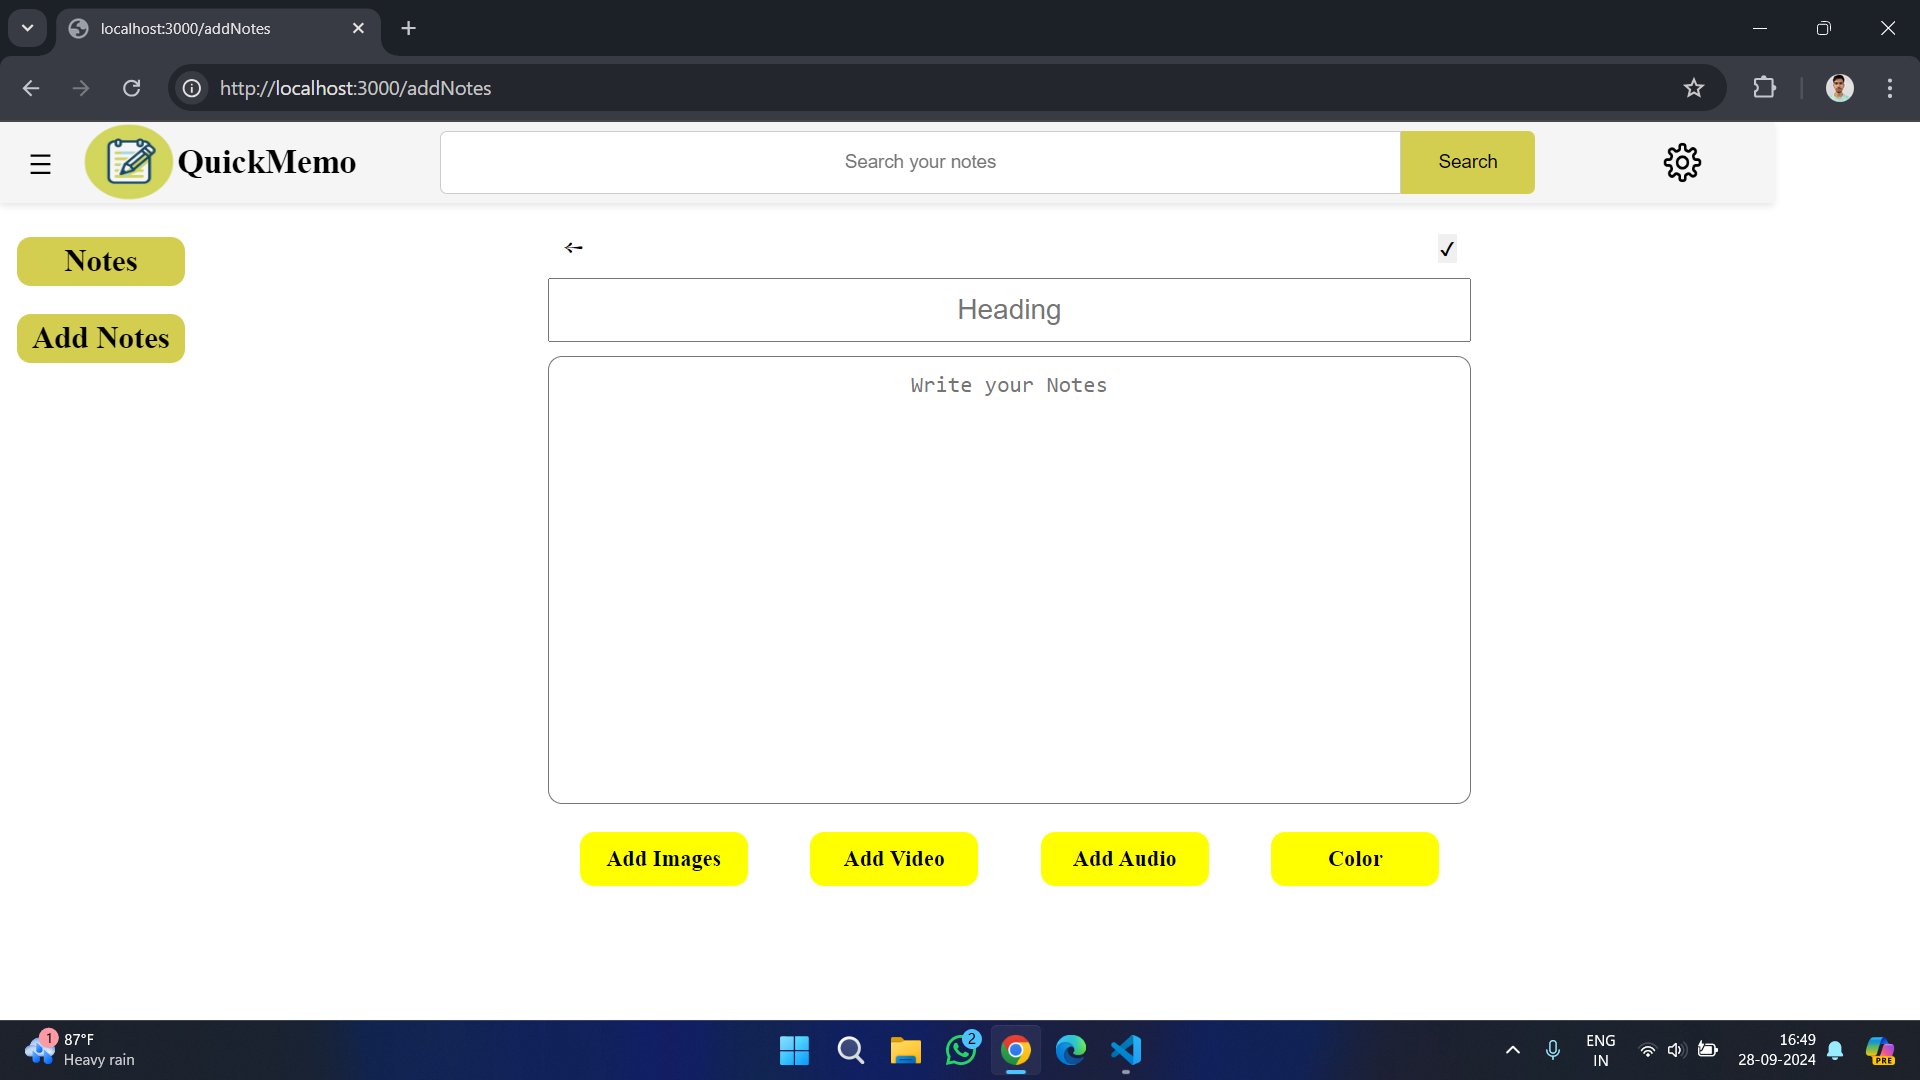 localhost:3000/addNotes
http://localhost:3000/addNotes
QuickMemo
Search your notes
Search
Notes
Add Notes
Heading
Write your Notes
Add Images
Add Video
Add Audio
Color
1
87°F
Heavy rain
2
ENG
IN
16:49
28-09-2024
PRE